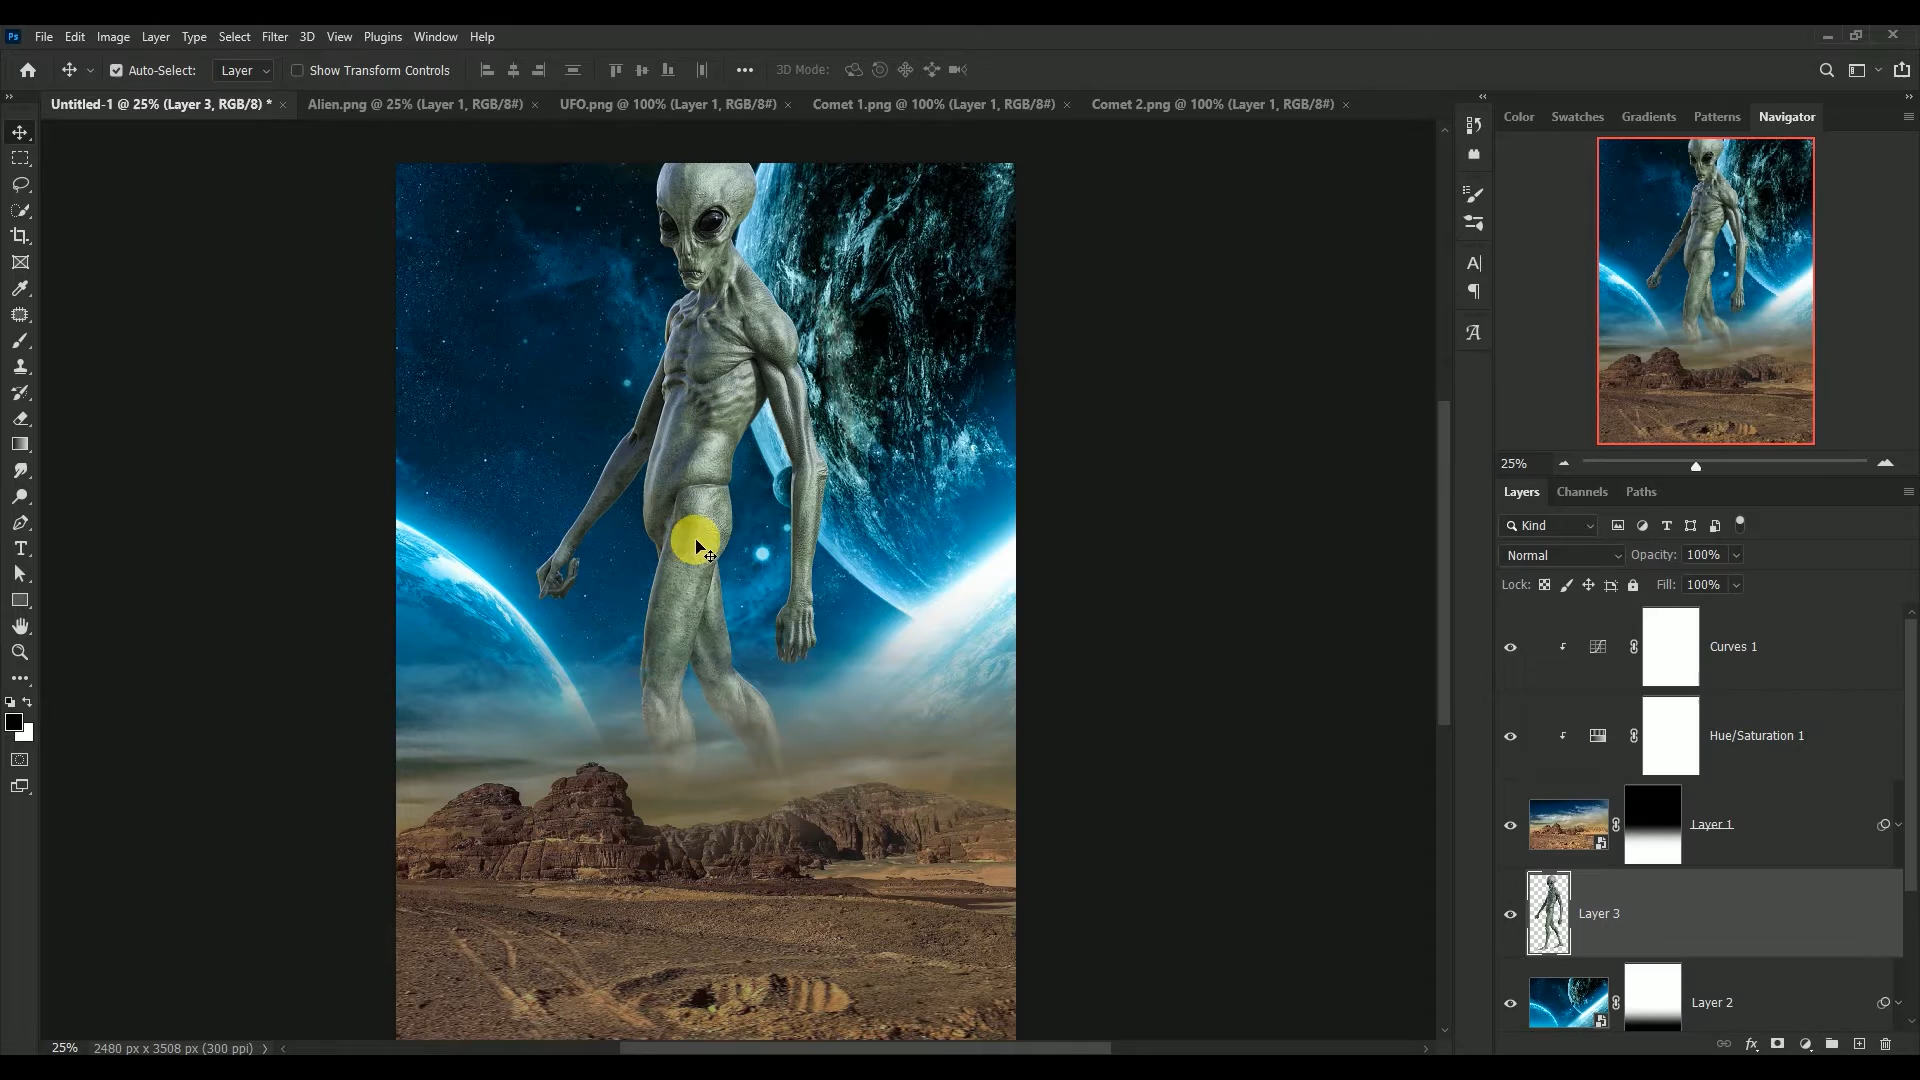 Ps File Edit Image Layer Type Select Filter 3D View Plugins Window Help
Auto-Select: Layer Show Transform Controls 3D Mode:
Untitled-1 @ 25% (Layer 3, RGB/8) * Alien.png @ 25% (Layer 1, RGB/8#) UFO.png @ 100% (Layer 1, RGB/8#) Comet 1.png @ 100% (Layer 1, RGB/8#) Comet 2.png @ 100% (Layer 1, RGB/8#)
Color Swatches Gradients Patterns Navigator
25%
Layers Channels Paths
Kind
Normal Opacity: 100%
Lock: Fill: 100%
Curves 1
Hue/Saturation 1
Layer 1
Layer 3
Layer 2
25% 2480 px x 3508 px (300 ppi)